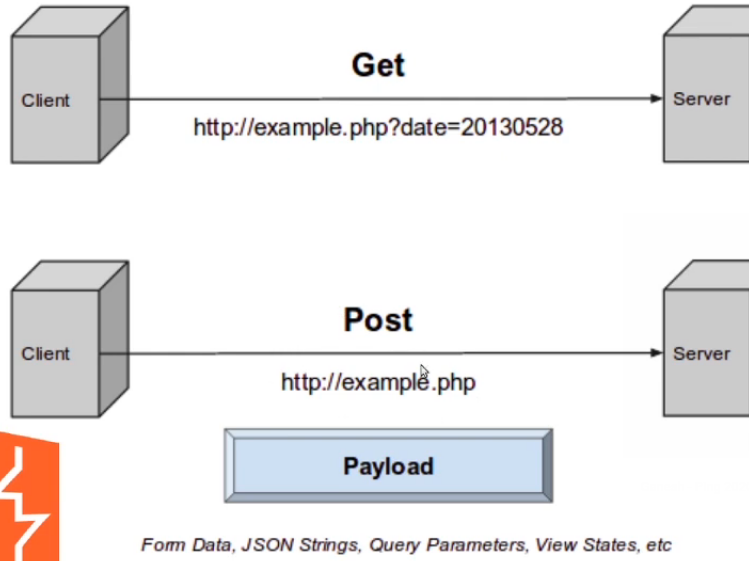 Get
Client
Server
http://example.php?date=20130528
Post
Client
Server
http://example.php
Payload
Form Data, JSON Strings, Query Parameters, View States, etc